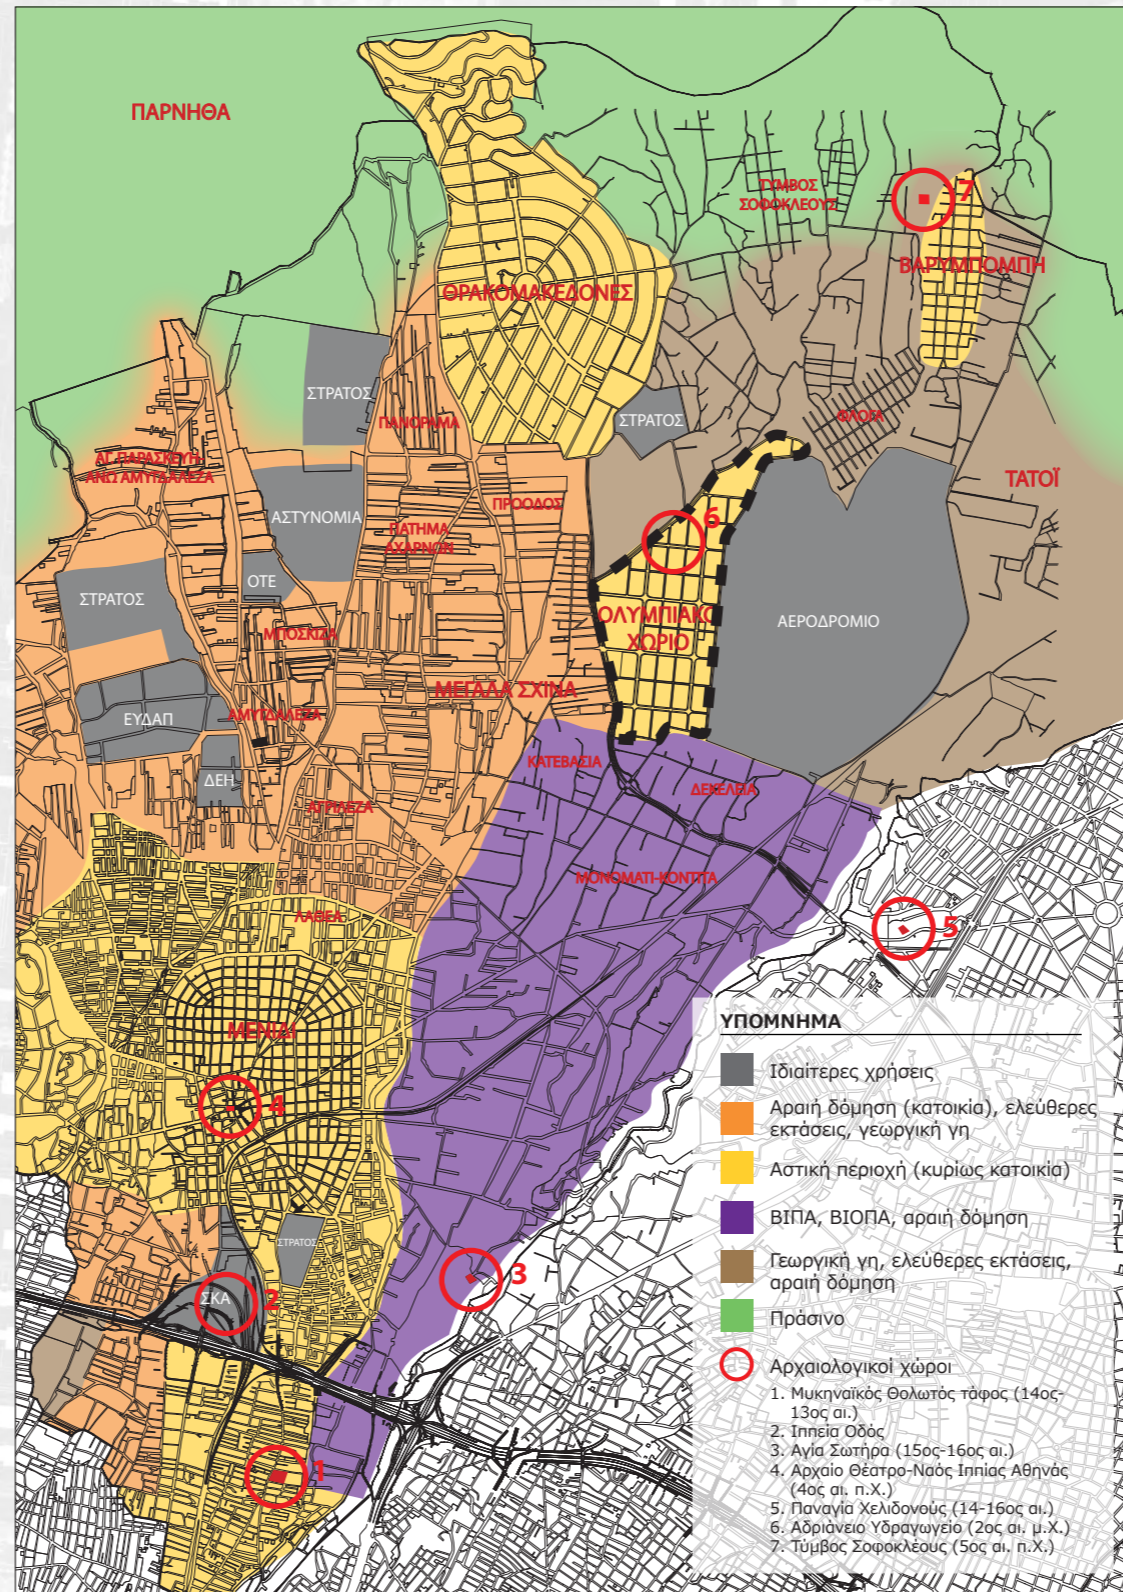 ΠΑΡΝΗΘΑ
ΤΥΜΒΟΣ
ΣΟΦΟΚΛΕΟΥΣ
7
ΒΑΡΥΜΠΟΜΠΗ
ΘΡΑΚΟΜΑΚΕΔΟΝΕΣ
ΣΤΡΑΤΟΣ
ΠΑΝΟΡΑΜΑ
ΣΤΡΑΤΟΣ
ΦΛΟΓΑ
ΑΓ.ΠΑΡΑΣΚΕΥΗ-
ΑΝΩ ΑΜΥΓΔΑΛΕΖΑ
ΤΑΤΟΪ
ΠΡΟΟΔΟΣ
ΑΣΤΥΝΟΜΙΑ
6
ΠΑΤΗΜΑ
ΑΧΑΡΝΩΝ
ΟΤΕ
ΣΤΡΑΤΟΣ
ΟΛΥΜΠΙΑΚΟ
ΧΩΡΙΟ
ΑΕΡΟΔΡΟΜΙΟ
ΜΠΟΣΚΙΖΑ
ΜΕΓΑΛΑ ΣΧΙΝΑ
ΕΥΔΑΠ
ΑΜΥΓΔΑΛΕΖΑ
ΚΑΤΕΒΑΣΙΑ
ΔΕΗ
ΔΕΚΕΛΕΙΑ
ΑΓΡΙΛΕΖΑ
ΜΟΝΟΜΑΤΙ-ΚΟΝΤΙΤΑ
ΛΑΘΕΑ
5
ΜΕΝΙΔΙ
4
ΣΤΡΑΤΟΣ
3
ΣΚΑ
2
1
ΥΠΟΜΝΗΜΑ
Ιδιαίτερες χρήσεις
Αραιή δόμηση (κατοικία), ελεύθερες
εκτάσεις, γεωργική γη
Αστική περιοχή (κυρίως κατοικία)
ΒΙΠΑ, ΒΙΟΠΑ, αραιή δόμηση
Γεωργική γη, ελεύθερες εκτάσεις,
αραιή δόμηση
Πράσινο
Αρχαιολογικοί χώροι
1. Μυκηναϊκός Θολωτός τάφος (14ος-
13ος αι.)
2. Ιππεία Οδός
3. Αγία Σωτήρα (15ος-16ος αι.)
4. Αρχαίο Θέατρο-Ναός Ιππίας Αθηνάς
(4ος αι. π.Χ.)
5. Παναγία Χελιδονούς (14-16ος αι.)
6. Αδριάνειο Υδραγωγείο (2ος αι. μ.Χ.)
7. Τύμβος Σοφοκλέους (5ος αι. π.Χ.)